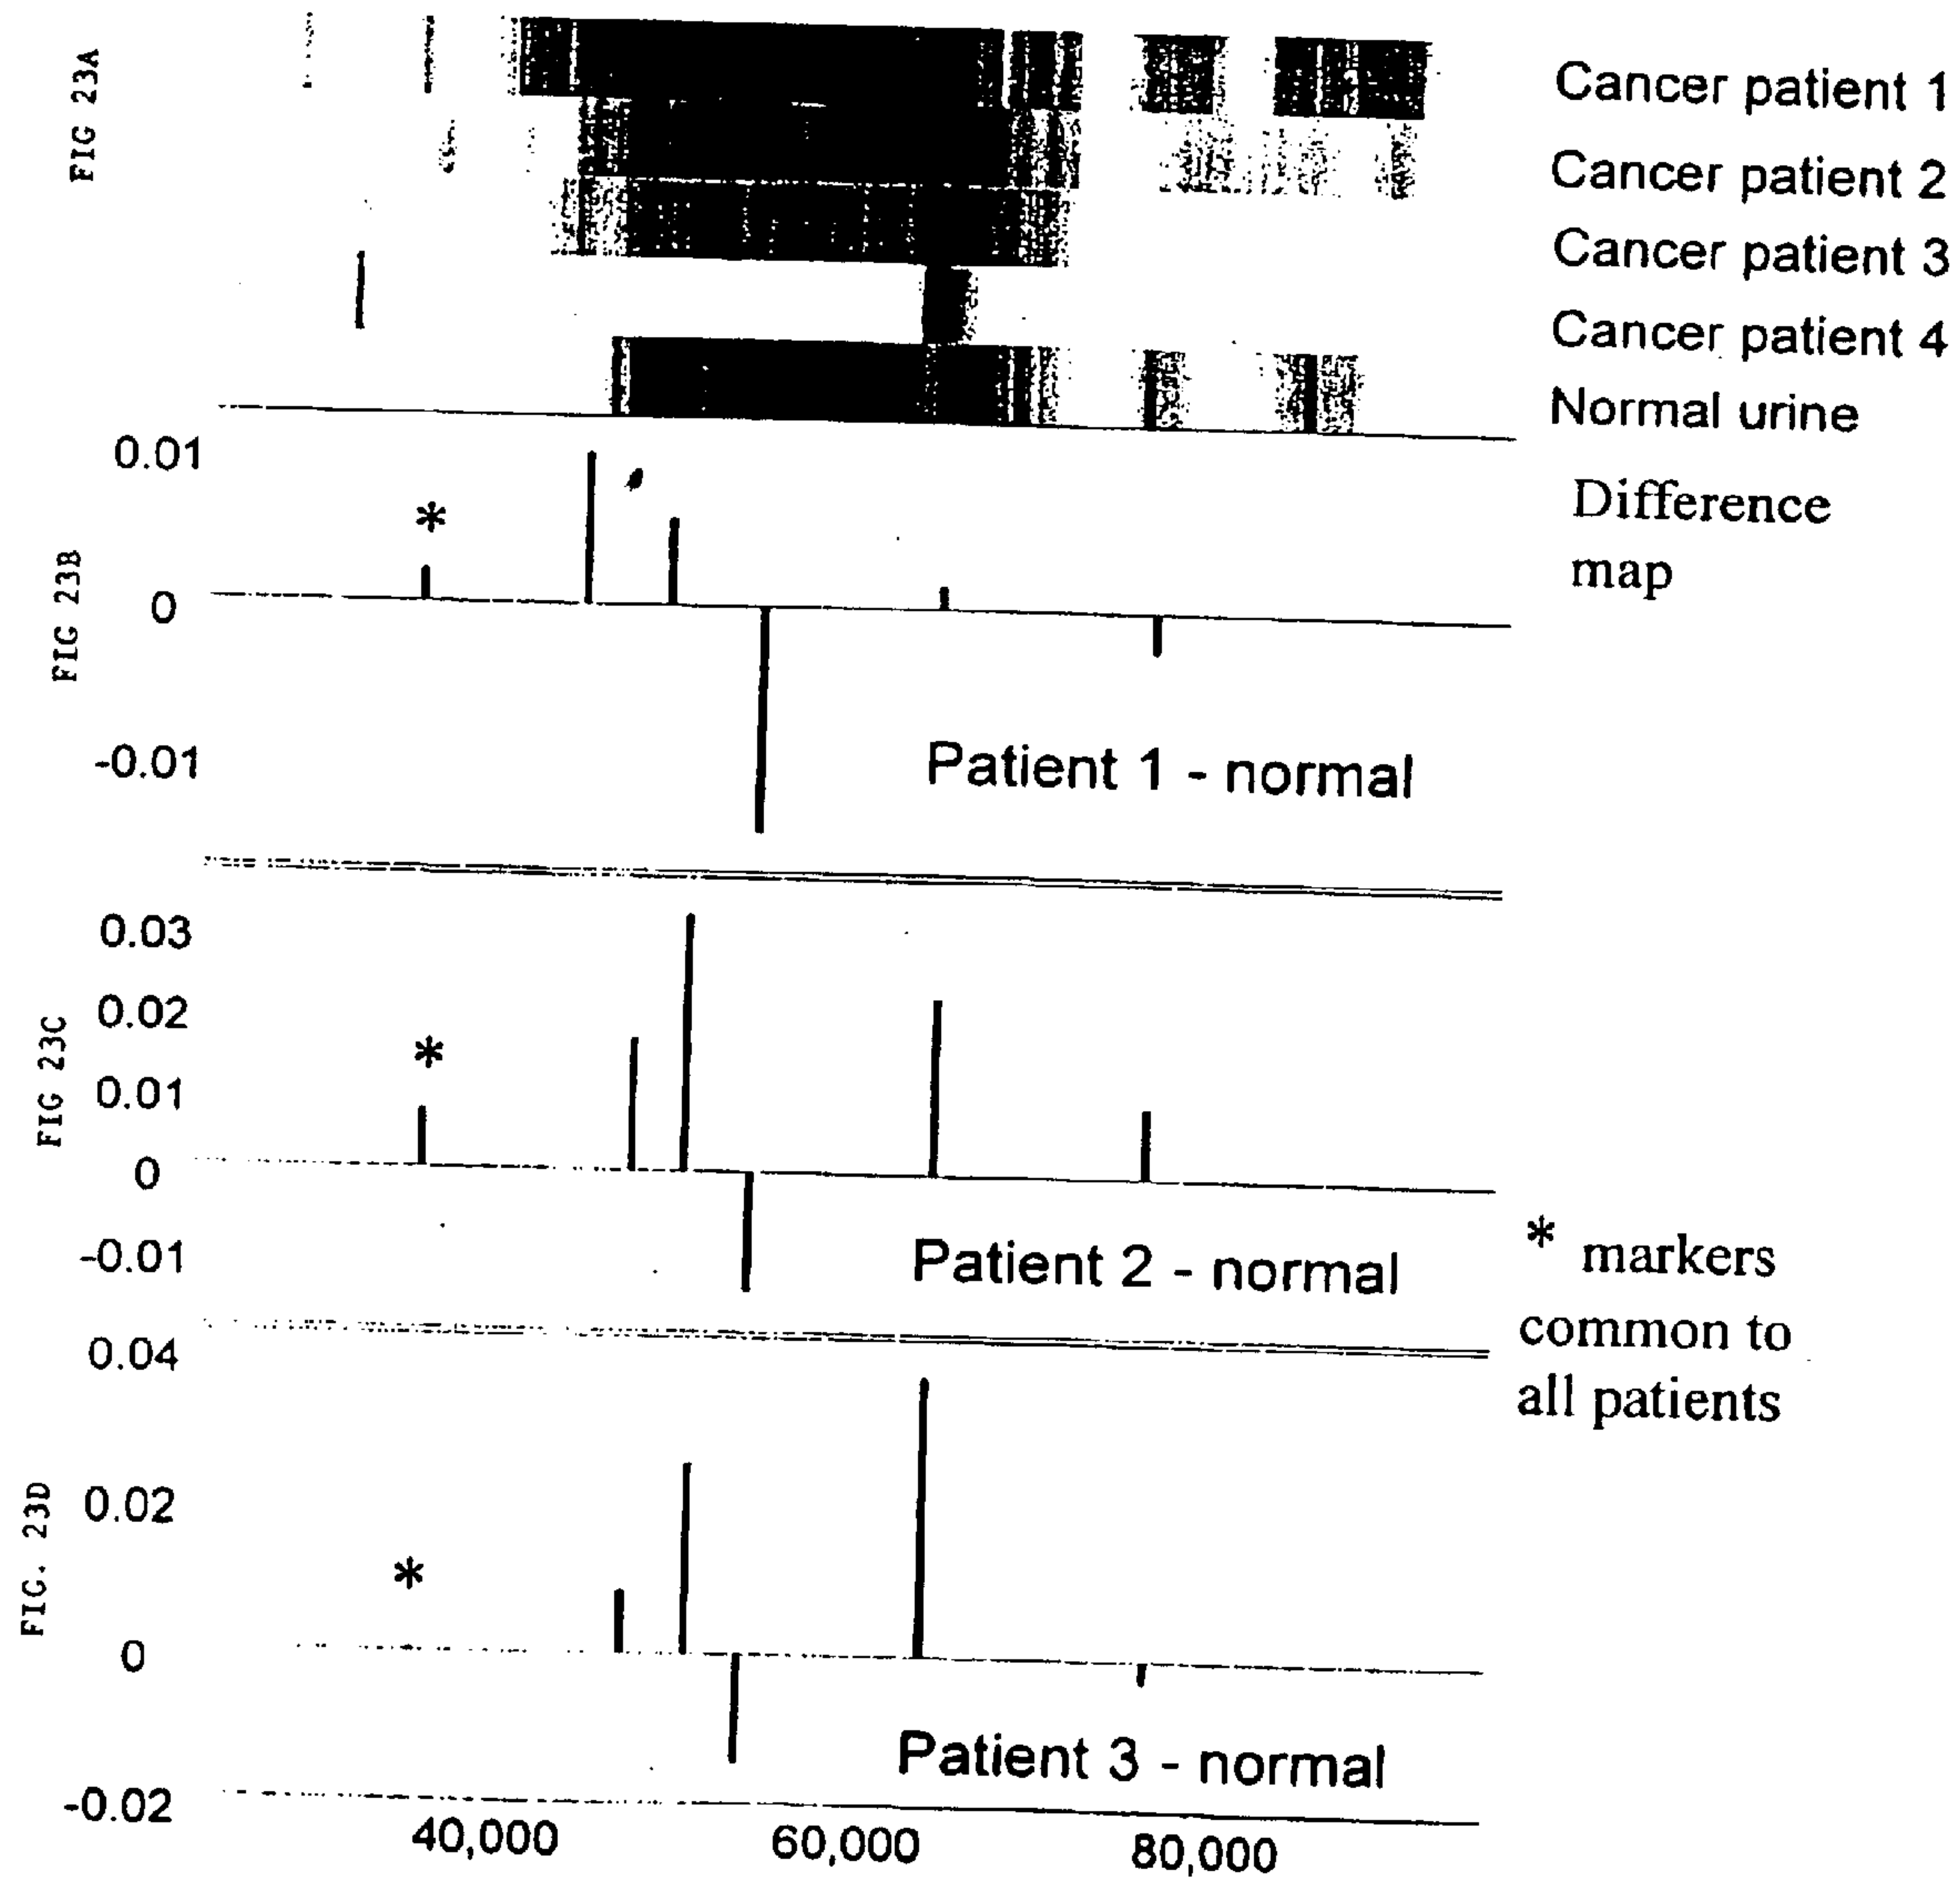 FIG 23A
Cancer patient 1
Cancer patient 2
Cancer patient 3
Cancer patient 4
Normal urine
FIG 23B
0.01
0
-0.01
*
Difference
map
Patient 1 - normal
FIG 23C
0.03
0.02
0.01
0
-0.01
*
Patient 2 - normal
* markers
common to
all patients
FIG. 23D
0.04
0.02
0
-0.02
*
Patient 3 - normal
40,000
60,000
80,000